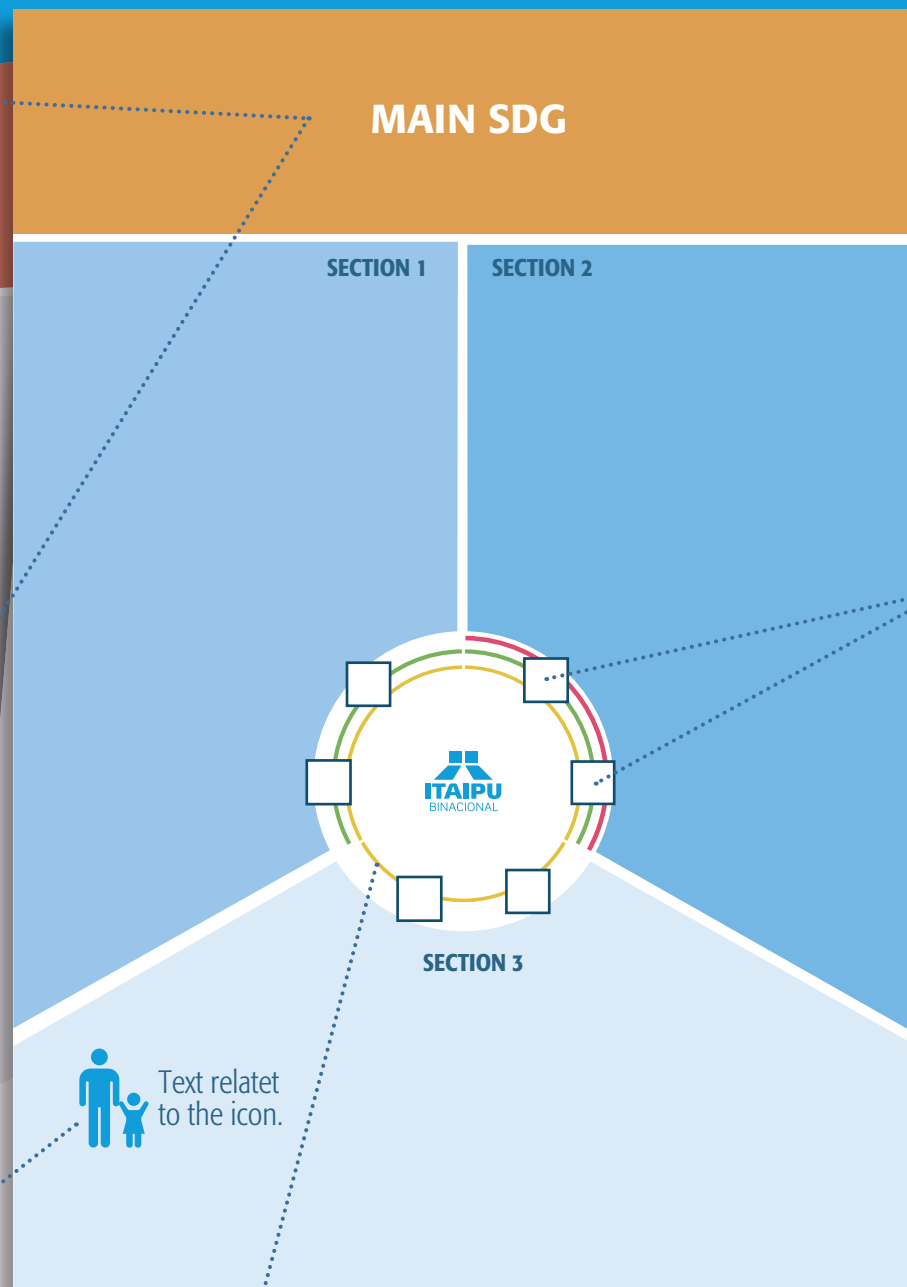 MAIN SDG
SECTION 1
SECTION 2
ITAIPU
BINACIONAL
SECTION 3
Text relatet
to the icon.